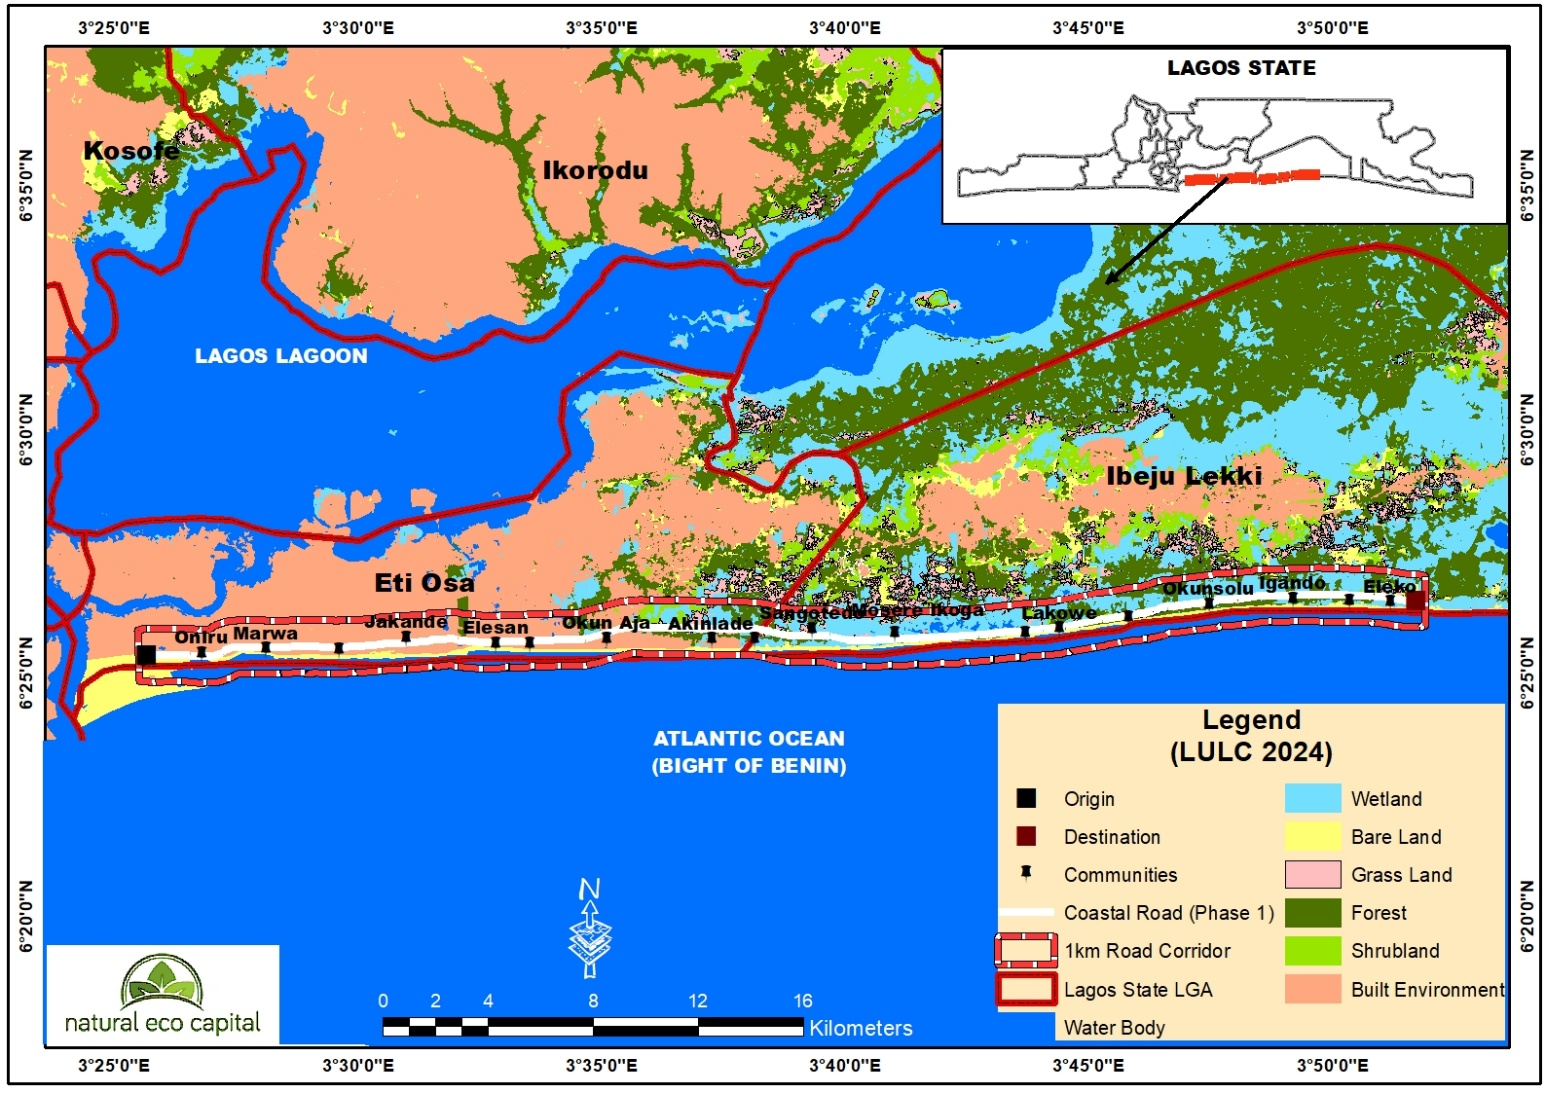 3°25'0"E 3°30'0"E 3°35'0"E 3°40'0"E 3°45'0"E 3°50'0"E
LAGOS STATE
6°35'0"N
6°35'0"N
Kosofe
Ikorodu
LAGOS LAGOON
6°30'0"N
6°30'0"N
Ibeju Lekki
Eti Osa
Oniru Marwa Jakande Elesan Okun Aja Akinlade Sangotedo Mosere Ikoga Lakowe Okunsolu Igando Eleko
6°25'0"N
6°25'0"N
ATLANTIC OCEAN
(BIGHT OF BENIN)
Legend
(LULC 2024)
Origin
Destination
Communities
Coastal Road (Phase 1)
1km Road Corridor
Lagos State LGA
Water Body
Wetland
Bare Land
Grass Land
Forest
Shrubland
Built Environment
6°20'0"N
6°20'0"N
N
natural eco capital
0 2 4 8 12 16
Kilometers
3°25'0"E 3°30'0"E 3°35'0"E 3°40'0"E 3°45'0"E 3°50'0"E